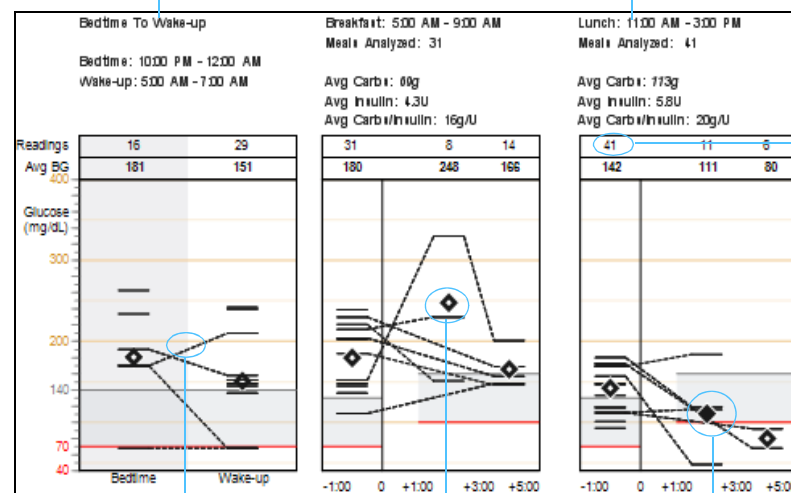 Bedtime To Wake-up
Bedtime: 10:00 PM - 12:00 AM
Wake-up: 5:00 AM - 7:00 AM
Breakfast: 5:00 AM - 9:00 AM
Meals Analyzed: 31
Avg Carbs: 69g
Avg Insulin: 4.3U
Avg Carbs/Insulin: 16g/U
Lunch: 11:00 AM - 3:00 PM
Meals Analyzed: 41
Avg Carbs: 113g
Avg Insulin: 5.8U
Avg Carbs/Insulin: 20g/U
Readings 16 29 31 8 14 41 11 6
Avg BG 181 151 180 248 166 142 111 80
400
Glucose
(mg/dL)
300
200
140
70
40
Bedtime Wake-up
-1:00 0 +1:00 +3:00 +5:00
-1:00 0 +1:00 +3:00 +5:00